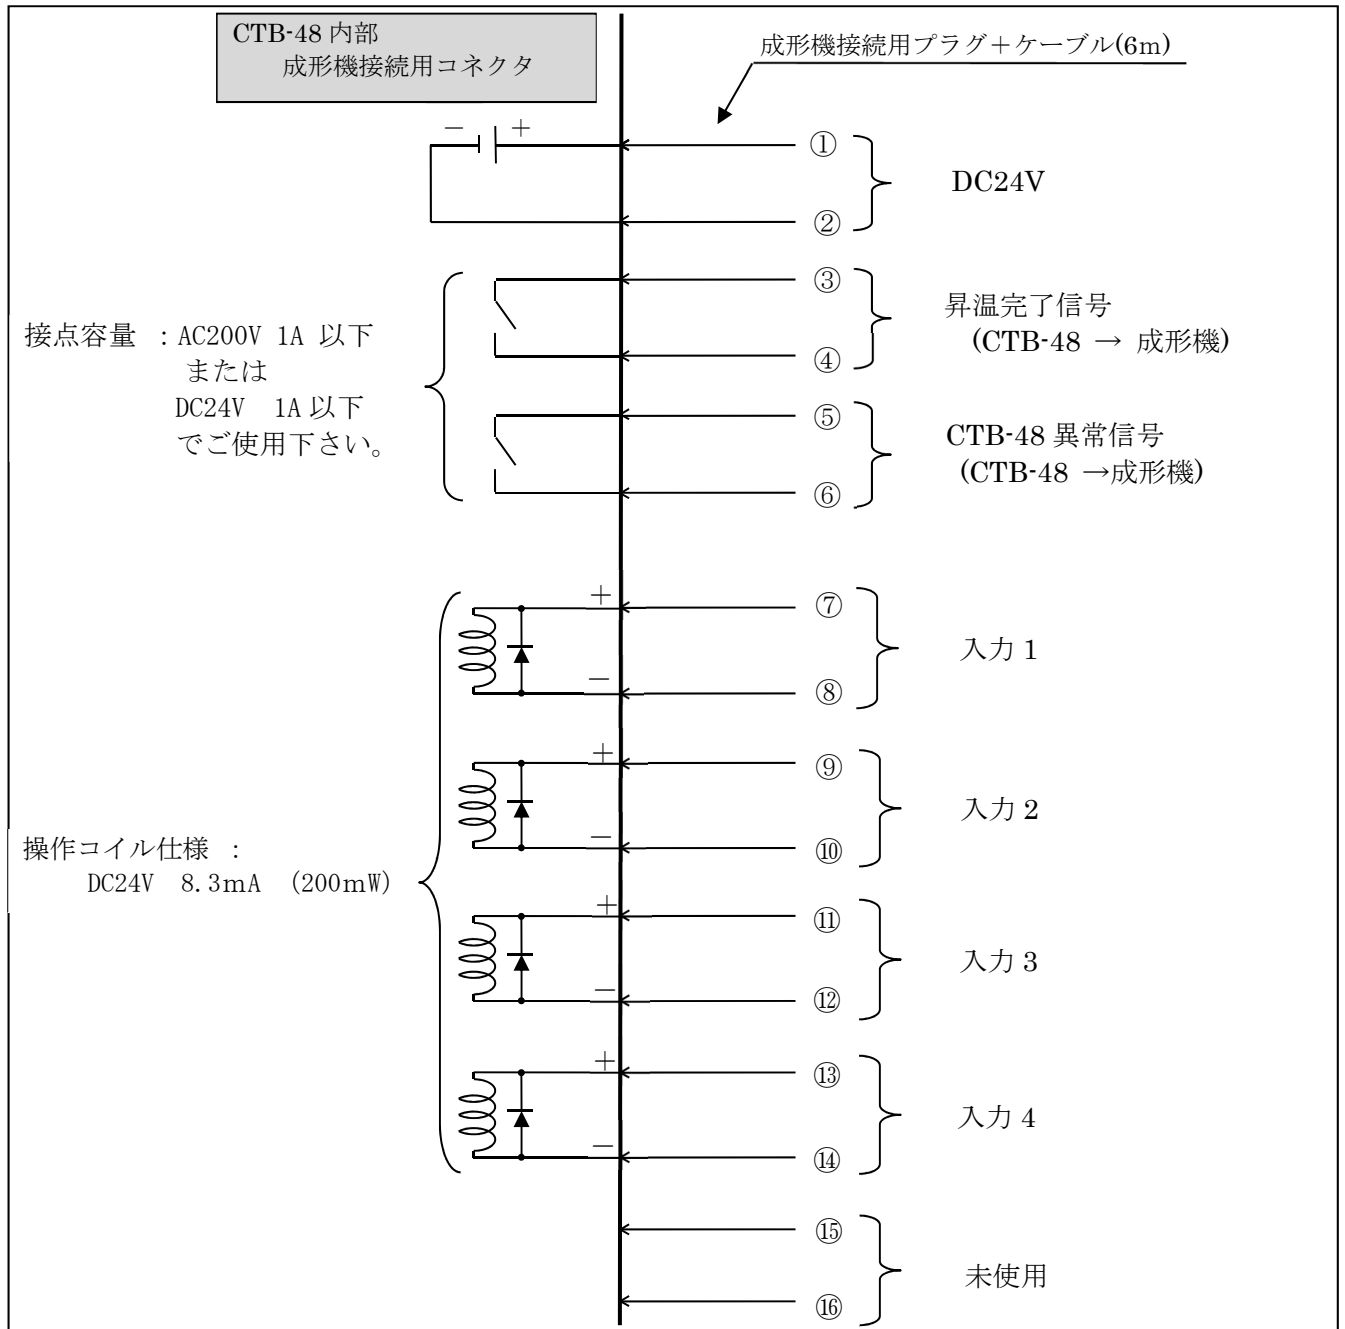 CTB-48 内部
成形機接続用コネクタ
成形機接続用プラグ＋ケーブル(6m)
－ ＋
①
②
DC24V
③
④
昇温完了信号
(CTB-48 → 成形機)
接点容量 ：AC200V 1A 以下
または
DC24V 1A 以下
でご使用下さい。
⑤
⑥
CTB-48 異常信号
(CTB-48 →成形機)
＋
⑦
－
⑧
入力 1
＋
⑨
－
⑩
入力 2
操作コイル仕様 ：
DC24V 8.3mA (200mW)
＋
⑪
－
⑫
入力 3
＋
⑬
－
⑭
入力 4
⑮
⑯
未使用